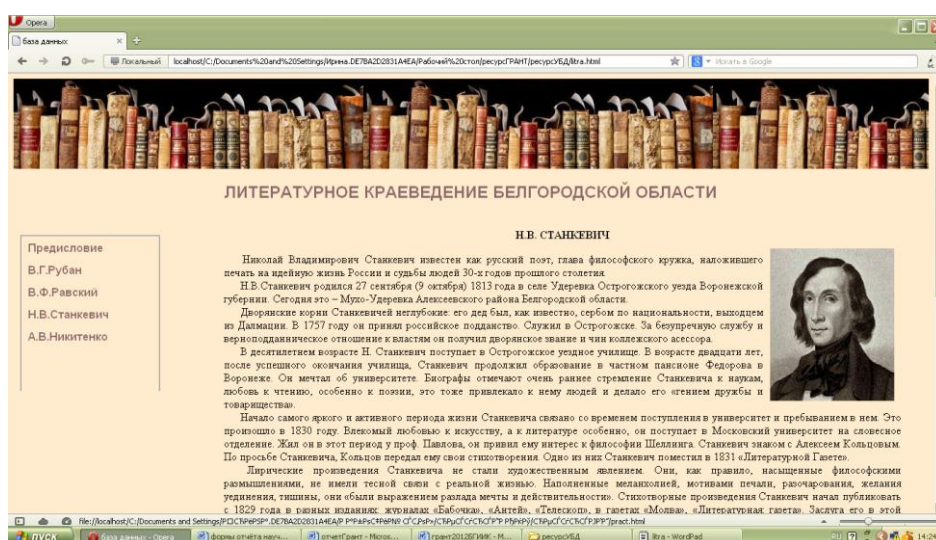 Opera
база данных
Локальный localhost/C:/Documents%20and%20Settings/Ирина.DE7BA2D2831A4EA/Рабочий%20стол/ресурсГРАНТ/ресурсУБД/litra.html
Искать в Google
ЛИТЕРАТУРНОЕ КРАЕВЕДЕНИЕ БЕЛГОРОДСКОЙ ОБЛАСТИ
Предисловие
В.Г.Рубан
В.Ф.Раевский
Н.В.Станкевич
А.В.Никитенко
Н.В. СТАНКЕВИЧ
Николай Владимирович Станкевич известен как русский поэт, глава философского кружка, наложившего
печать на идейную жизнь России и судьбы людей 30-х годов прошлого столетия.
Н.В.Станкевич родился 27 сентября (9 октября) 1813 года в селе Удеревка Острогожского уезда Воронежской
губернии. Сегодня это – Мухо-Удеревка Алексеевского района Белгородской области.
Дворянские корни Станкевичей неглубокие: его дед был, как известно, сербом по национальности, выходцем
из Далмации. В 1757 году он принял российское подданство. Служил в Острогожске. За безупречную службу и
верноподданническое отношение к властям он получил дворянское звание и чин коллежского асессора.
В десятилетнем возрасте Н. Станкевич поступает в Острогожское уездное училище. В возрасте двадцати лет,
после успешного окончания училища, Станкевич продолжил образование в частном пансионе Федорова в
Воронеже. Он мечтал об университете. Биографы отмечают очень раннее стремление Станкевича к наукам,
любовь к чтению, особенно к поэзии, это тоже привлекало к нему людей и делало его «гением дружбы и
товарищества».
Начало самого яркого и активного периода жизни Станкевича связано со временем поступления в университет и пребыванием в нем. Это
произошло в 1830 году. Влекомый любовью к искусству, а к литературе особенно, он поступает в Московский университет на словесное
отделение. Жил он в этот период у проф. Павлова, он привил ему интерес к философии Шеллинга. Станкевич знаком с Алексеем Кольцовым.
По просьбе Станкевича, Кольцов передал ему свои стихотворения. Одно из них Станкевич поместил в 1831 «Литературной Газете».
Лирические произведения Станкевича не стали художественным явлением. Они, как правило, насыщенные философскими
размышлениями, не имели тесной связи с реальной жизнью. Наполненные меланхолией, мотивами печали, разочарования, желания
уединения, тишины, они «были выражением разлада мечты и действительности». Стихотворные произведения Станкевич начал публиковать
с 1829 года в разных изданиях: журналах «Бабочка», «Антей», «Телескоп», в газетах «Молва», «Литературная газета». Заслуга его в этой
file://localhost/C:/Documents and Settings/
пуск
база данных - Opera
формы отчёта науч...
отчетГрант - Micros...
грант2012БГИИК - М...
ресурсУБД
litra - WordPad
RU
14:24